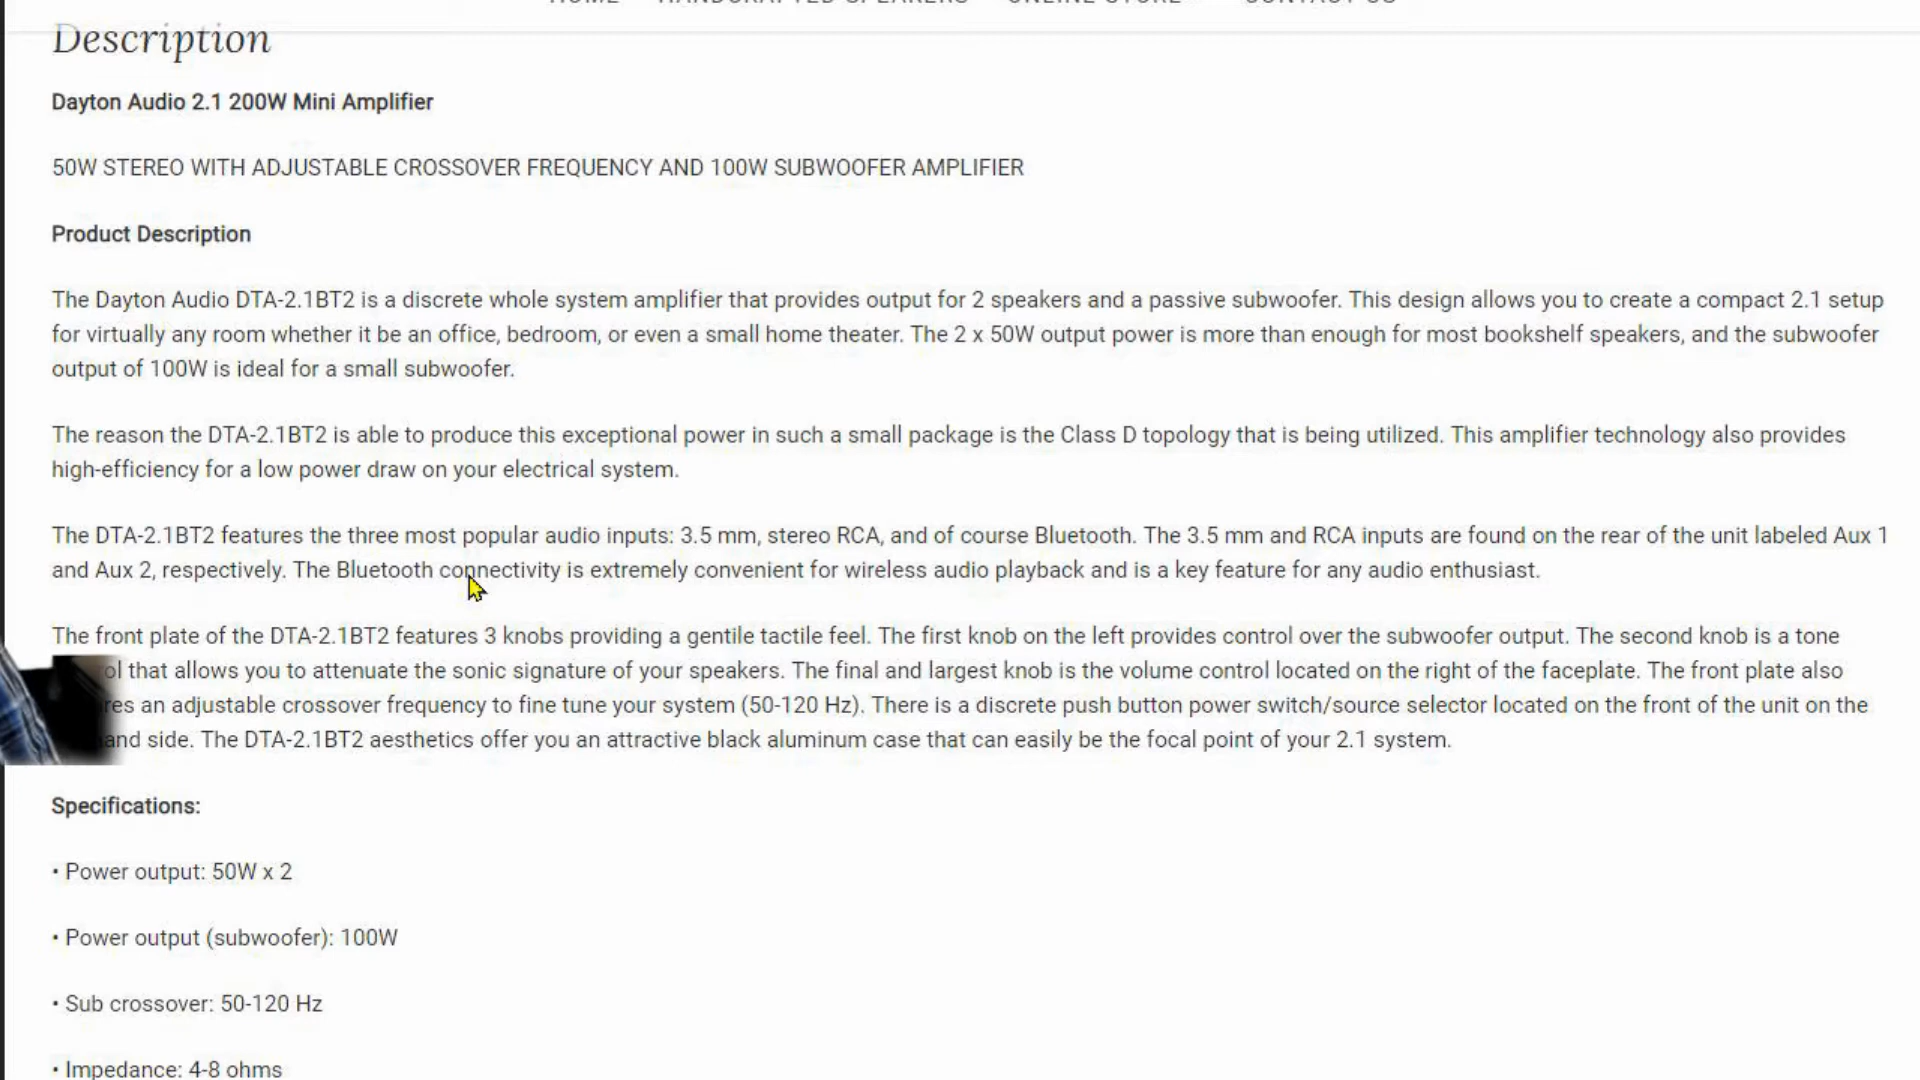 Description
Dayton Audio 2.1 200W Mini Amplifier
50W STEREO WITH ADJUSTABLE CROSSOVER FREQUENCY AND 100W SUBWOOFER AMPLIFIER
Product Description
The Dayton Audio DTA-2.1BT2 is a discrete whole system amplifier that provides output for 2 speakers and a passive subwoofer. This design allows you to create a compact 2.1 setup
for virtually any room whether it be an office, bedroom, or even a small home theater. The 2 x 50W output power is more than enough for most bookshelf speakers, and the subwoofer
output of 100W is ideal for a small subwoofer.
The reason the DTA-2.1BT2 is able to produce this exceptional power in such a small package is the Class D topology that is being utilized. This amplifier technology also provides
high-efficiency for a low power draw on your electrical system.
The DTA-2.1BT2 features the three most popular audio inputs: 3.5 mm, stereo RCA, and of course Bluetooth. The 3.5 mm and RCA inputs are found on the rear of the unit labeled Aux 1
and Aux 2, respectively. The Bluetooth connectivity is extremely convenient for wireless audio playback and is a key feature for any audio enthusiast.
The front plate of the DTA-2.1BT2 features 3 knobs providing a gentile tactile feel. The first knob on the left provides control over the subwoofer output. The second knob is a tone
that allows you to attenuate the sonic signature of your speakers. The final and largest knob is the volume control located on the right of the faceplate. The front plate also
an adjustable crossover frequency to fine tune your system (50-120 Hz). There is a discrete push button power switch/source selector located on the front of the unit on the
side. The DTA-2.1BT2 aesthetics offer you an attractive black aluminum case that can easily be the focal point of your 2.1 system.
Specifications:
• Power output: 50W x 2
• Power output (subwoofer): 100W
• Sub crossover: 50-120 Hz
• Impedance: 4-8 ohms